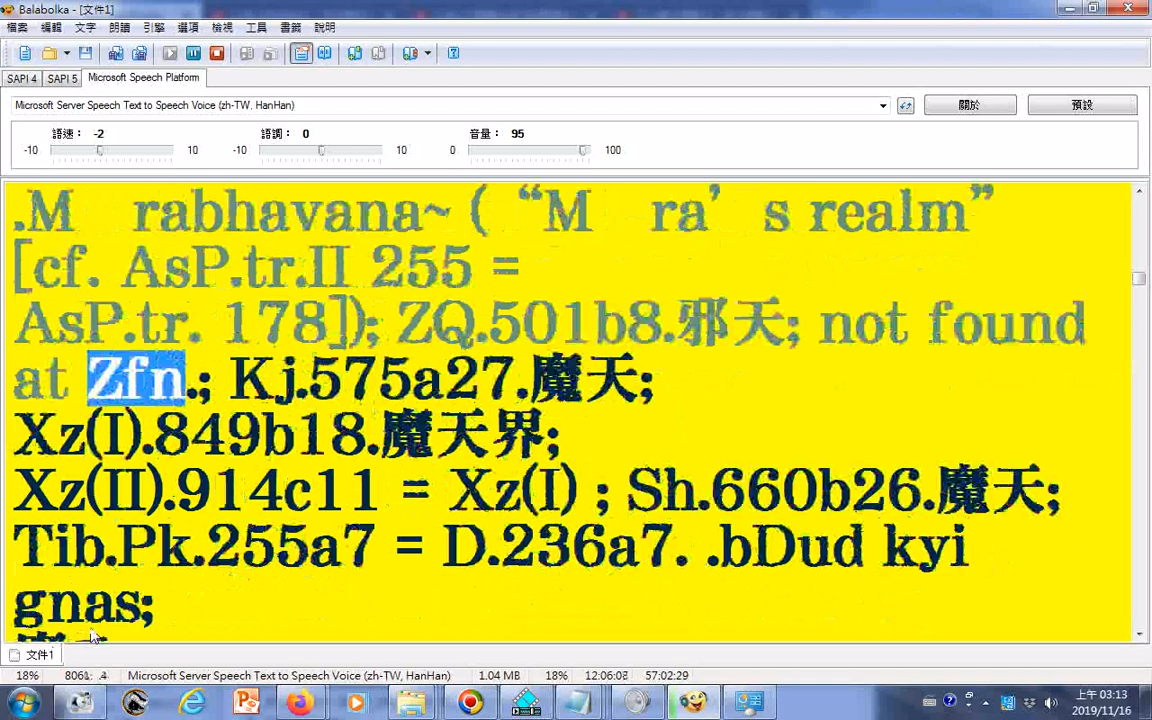 Balabolka - [文件1]
檔案 編輯 文字 朗讀 引擎 選項 檢視 工具 書籤 說明
SAPI 4 SAPI 5 Microsoft Speech Platform
Microsoft Server Speech Text to Speech Voice (zh-TW, HanHan) 關於 預設
語速： -2 語調： 0 音量： 95
-10 10 -10 10 0 100
.M rabhavana~ ( “M ra’ s realm”
[cf. AsP.tr.II 255 =
AsP.tr. 178]); ZQ.501b8.邪天; not found
at Zfn.; Kj.575a27.魔天;
Xz(I).849b18.魔天界;
Xz(II).914c11 = Xz(I) ; Sh.660b26.魔天;
Tib.Pk.255a7 = D.236a7. .bDud kyi
gnas;
文件1
18% Microsoft Server Speech Text to Speech Voice (zh-TW, HanHan) 1.04 MB 18% 12:06:08 57:02:29
上午 03:13
2019/11/16